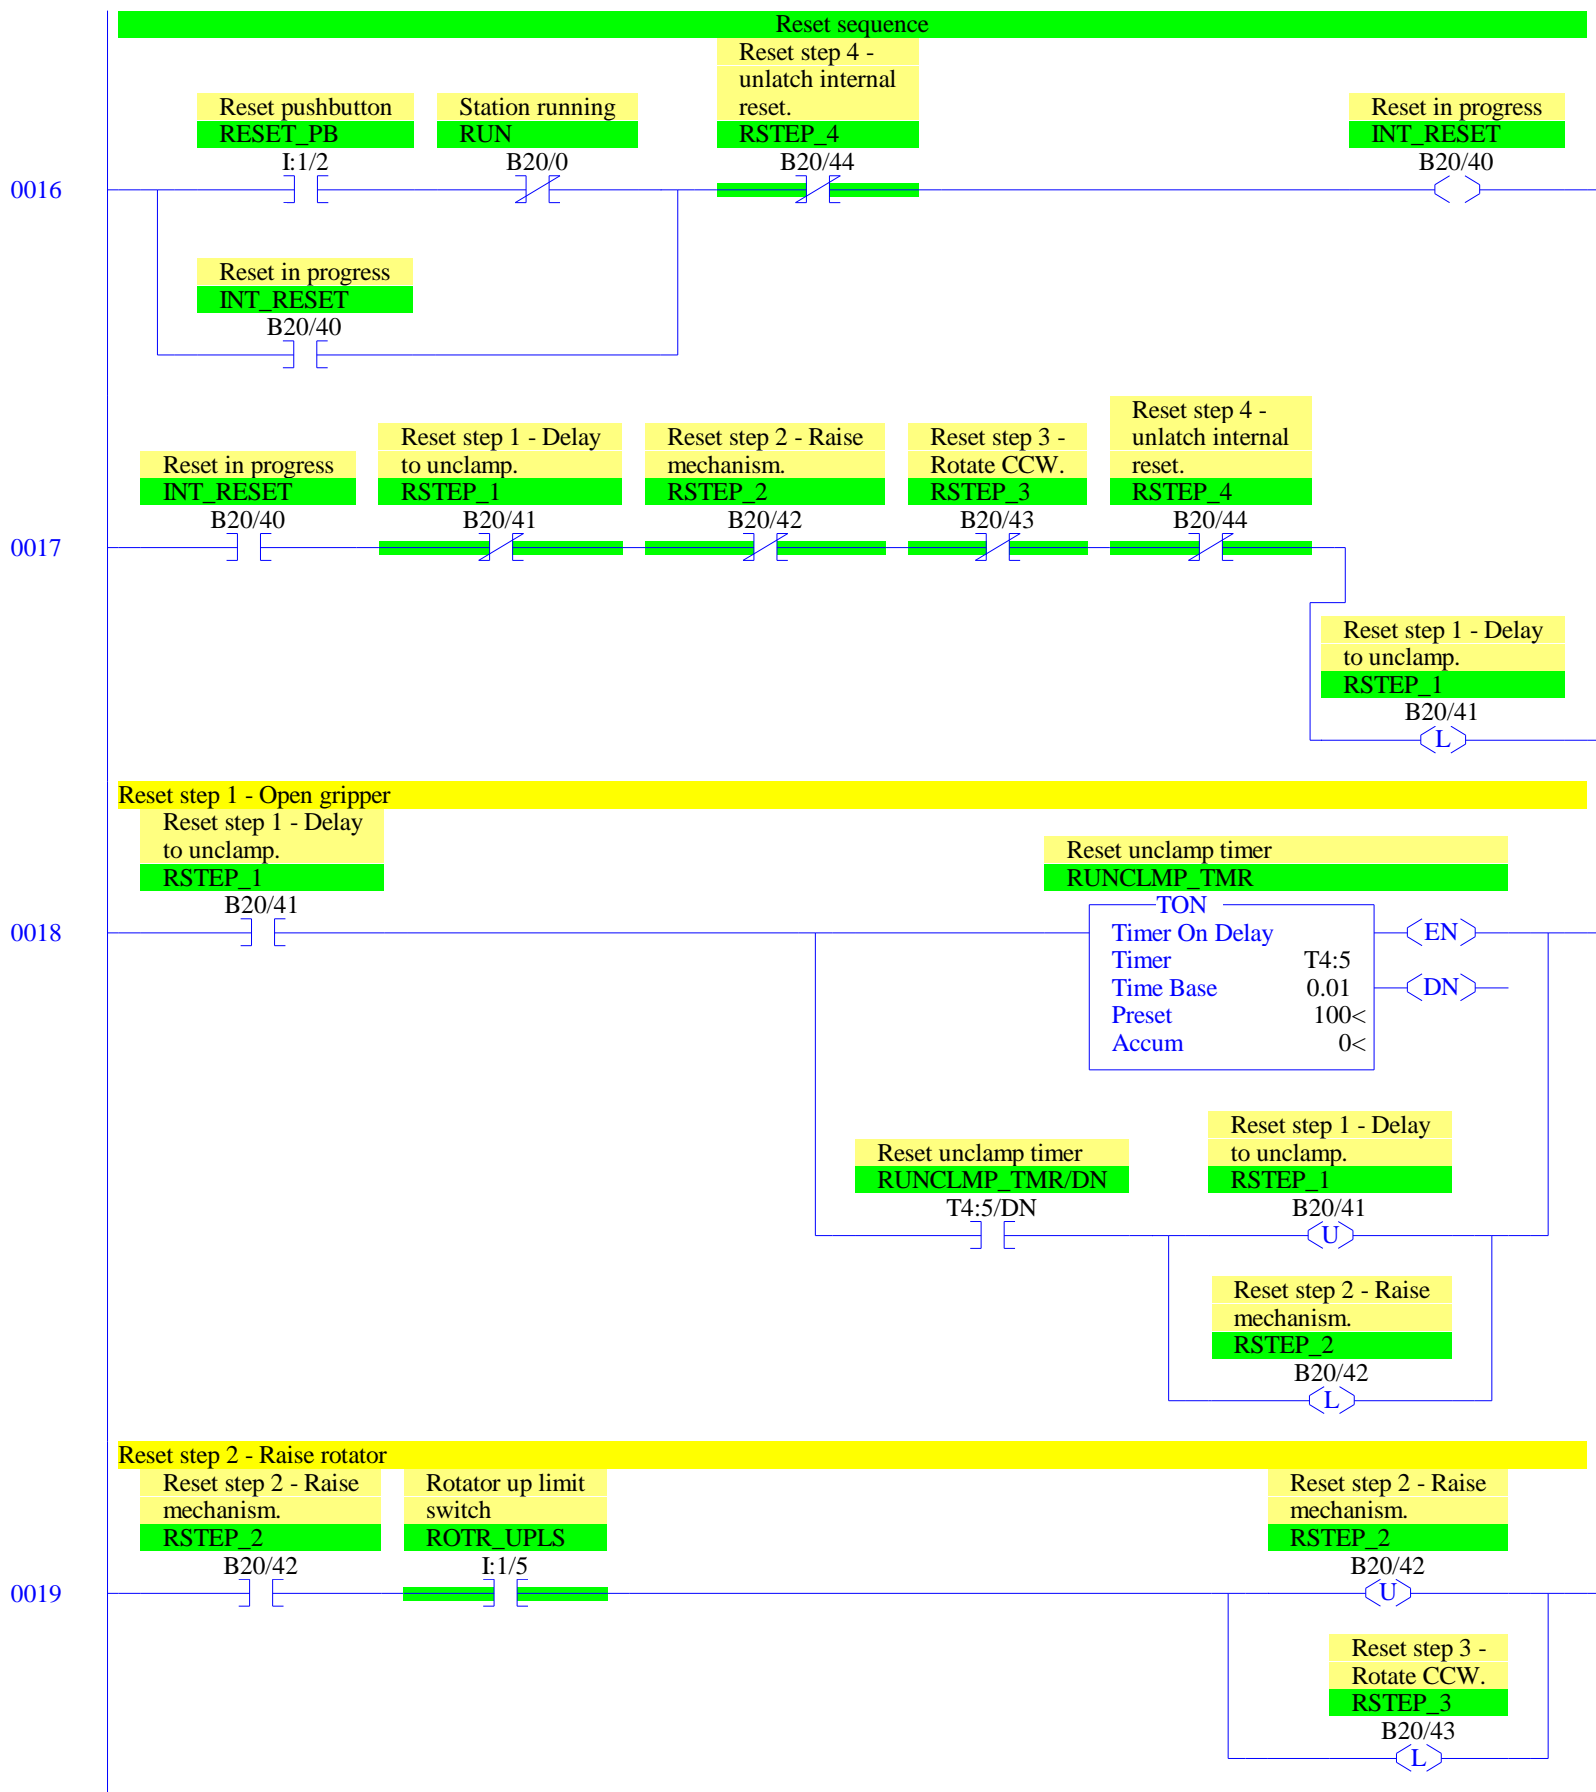 Reset sequence
Reset step 4 -
unlatch internal
reset.
RSTEP_4
B20/44
Reset pushbutton
RESET_PB
I:1/2
Station running
RUN
B20/0
Reset in progress
INT_RESET
B20/40
0016
Reset in progress
INT_RESET
B20/40
Reset in progress
INT_RESET
B20/40
Reset step 1 - Delay
to unclamp.
RSTEP_1
B20/41
Reset step 2 - Raise
mechanism.
RSTEP_2
B20/42
Reset step 3 -
Rotate CCW.
RSTEP_3
B20/43
Reset step 4 -
unlatch internal
reset.
RSTEP_4
B20/44
0017
Reset step 1 - Delay
to unclamp.
RSTEP_1
B20/41
L
Reset step 1 - Open gripper
Reset step 1 - Delay
to unclamp.
RSTEP_1
B20/41
0018
Reset unclamp timer
RUNCLMP_TMR
TON
Timer On Delay
Timer T4:5
Time Base 0.01
Preset 100<
Accum 0<
EN
DN
Reset unclamp timer
RUNCLMP_TMR/DN
T4:5/DN
Reset step 1 - Delay
to unclamp.
RSTEP_1
B20/41
U
Reset step 2 - Raise
mechanism.
RSTEP_2
B20/42
L
Reset step 2 - Raise rotator
Reset step 2 - Raise
mechanism.
RSTEP_2
B20/42
Rotator up limit
switch
ROTR_UPLS
I:1/5
0019
Reset step 2 - Raise
mechanism.
RSTEP_2
B20/42
U
Reset step 3 -
Rotate CCW.
RSTEP_3
B20/43
L